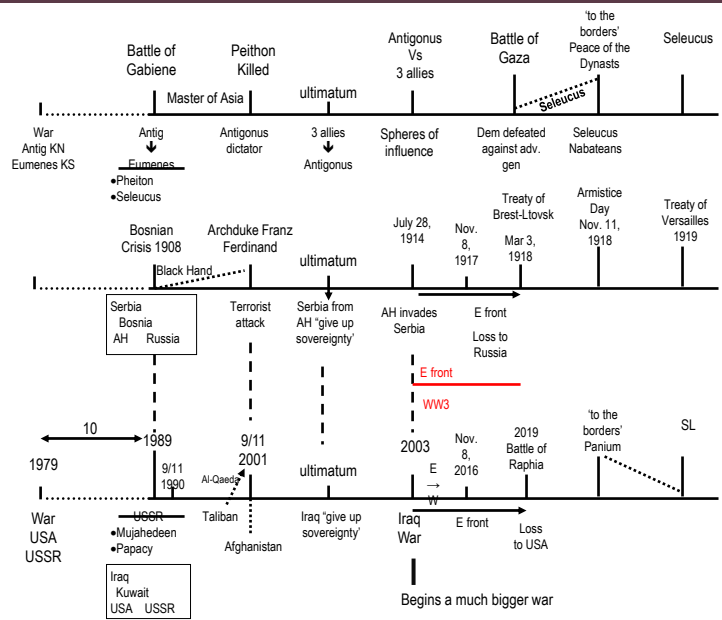 Battle of
Gabiene
Peithon
Killed
Antigonus
Vs
3 allies
Battle of
Gaza
‘to the
borders’
Peace of the
Dynasts
Seleucus
Master of Asia
ultimatum
Seleucus
War
Antig KN
Eumenes KS
Antig
Eumenes
•Pheiton
•Seleucus
Antigonus
dictator
3 allies
Antigonus
Spheres of
influence
Dem defeated
against adv.
gen
Seleucus
Nabateans
Bosnian
Crisis 1908
Archduke Franz
Ferdinand
ultimatum
July 28,
1914
Nov.
8,
1917
Treaty of
Brest-Ltovsk
Mar 3,
1918
Armistice
Day
Nov. 11,
1918
Treaty of
Versailles
1919
Black Hand
Serbia
Bosnia
AH Russia
Terrorist
attack
Serbia from
AH “give up
sovereignty’
AH invades
Serbia
E front
Loss to
Russia
E front
WW3
10
1979
1989
9/11
1990
9/11
2001
Al-Qaeda
ultimatum
2003
E
→
W
Nov.
8,
2016
2019
Battle of
Raphia
‘to the
borders’
Panium
SL
War
USA
USSR
USSR
•Mujahedeen
•Papacy
Taliban
Afghanistan
Iraq “give up
sovereignty’
Iraq
War
E front
Loss
to USA
Iraq
Kuwait
USA USSR
Begins a much bigger war